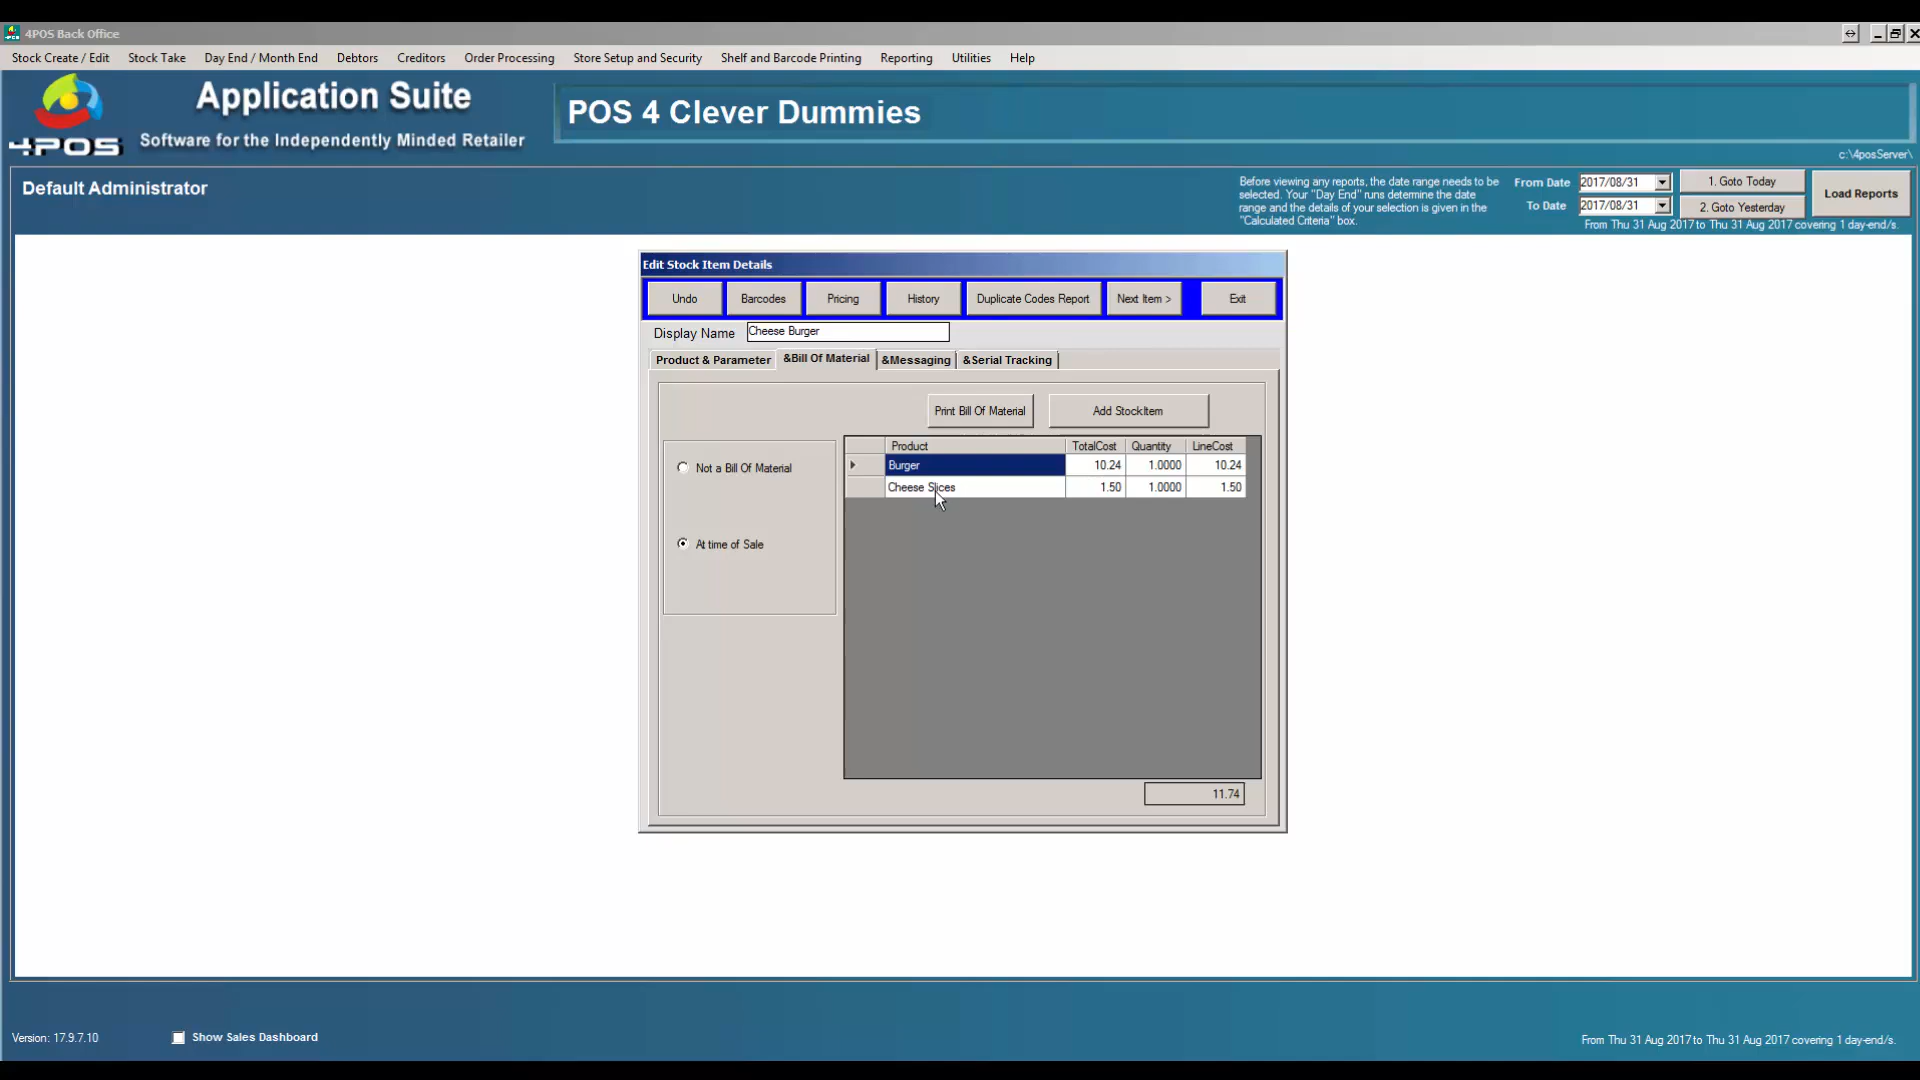 4POS Back Office
Stock Create / Edit Stock Take Day End / Month End Debtors Creditors Order Processing Store Setup and Security Shelf and Barcode Printing Reporting Utilities Help
4POS
Application Suite
Software for the Independently Minded Retailer
POS 4 Clever Dummies
c:\4posServer\
Default Administrator
Before viewing any reports, the date range needs to be
selected. Your "Day End" runs determine the date
range and the details of your selection is given in the
"Calculated Criteria" box.
From Date 2017/08/31 1. Goto Today
To Date 2017/08/31 2. Goto Yesterday
Load Reports
From Thu 31 Aug 2017 to Thu 31 Aug 2017 covering 1 day-end/s.
Edit Stock Item Details
Undo Barcodes Pricing History Duplicate Codes Report Next Item > Exit
Display Name Cheese Burger
Product & Parameter &Bill Of Material &Messaging &Serial Tracking
Print Bill Of Material Add StockItem
Not a Bill Of Material
At time of Sale
Product TotalCost Quantity LineCost
Burger 10.24 1.0000 10.24
Cheese Slices 1.50 1.0000 1.50
11.74
Version: 17.9.7.10
Show Sales Dashboard
From Thu 31 Aug 2017 to Thu 31 Aug 2017 covering 1 day-end/s.